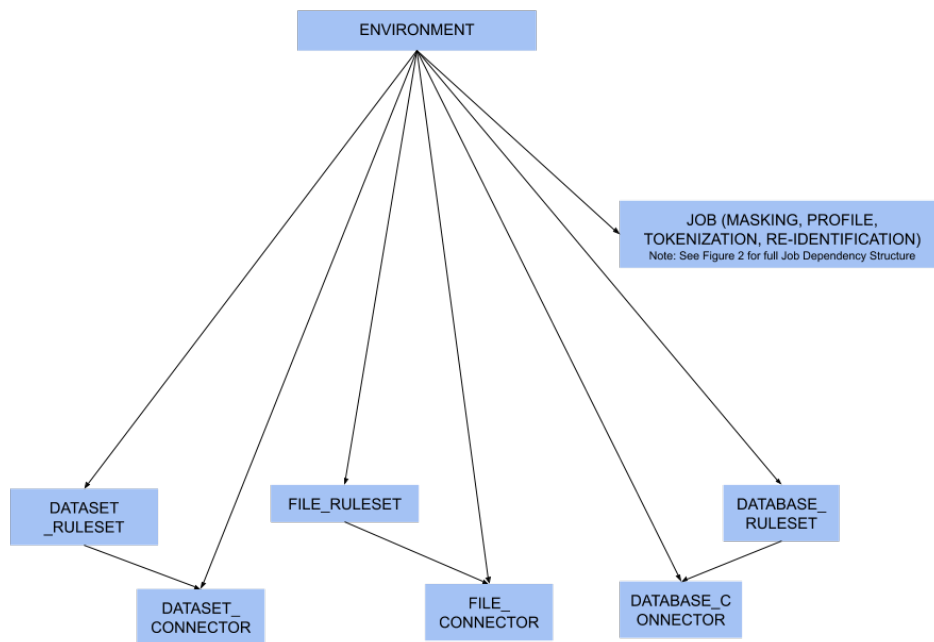 ENVIRONMENT
JOB (MASKING, PROFILE,
TOKENIZATION, RE-IDENTIFICATION)
Note: See Figure 2 for full Job Dependency Structure
DATASET
_RULESET
FILE_RULESET
DATABASE_
RULESET
DATASET_
CONNECTOR
FILE_
CONNECTOR
DATABASE_C
ONNECTOR